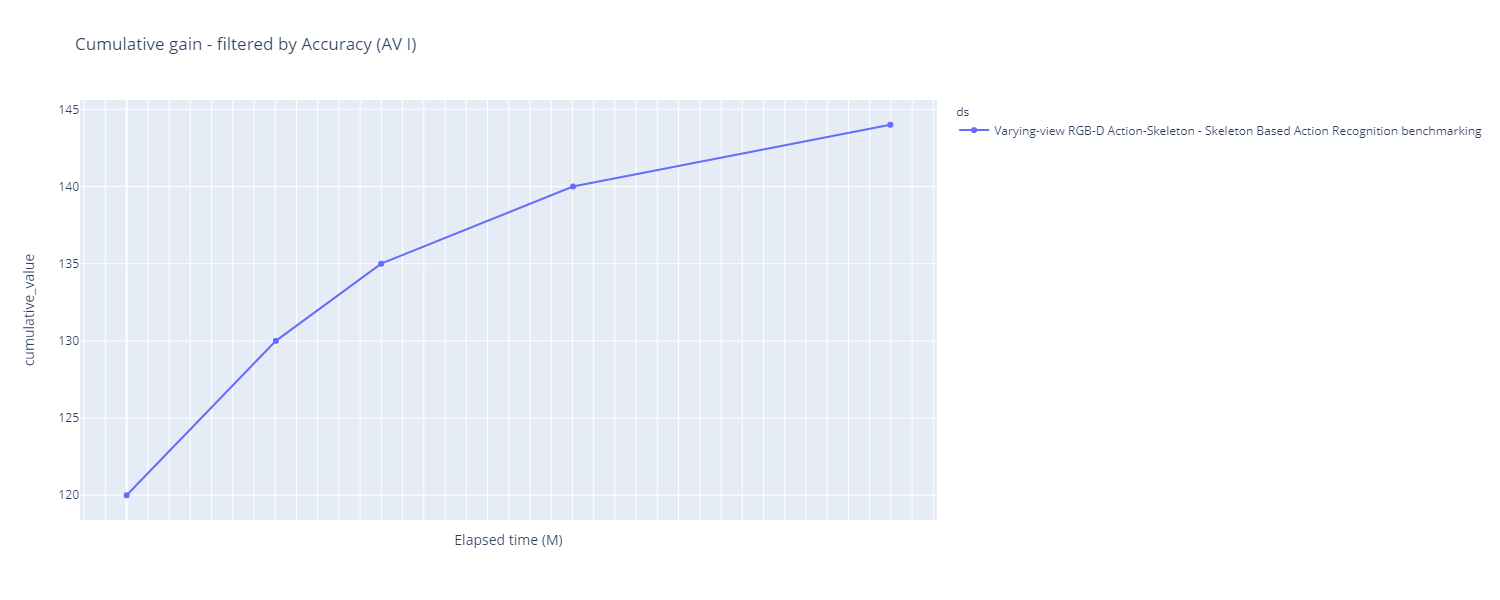 Cumulative gain - filtered by Accuracy (AV I)
145
140
135
130
125
120
cumulative_value
Elapsed time (M)
ds
Varying-view RGB-D Action-Skeleton - Skeleton Based Action Recognition benchmarking